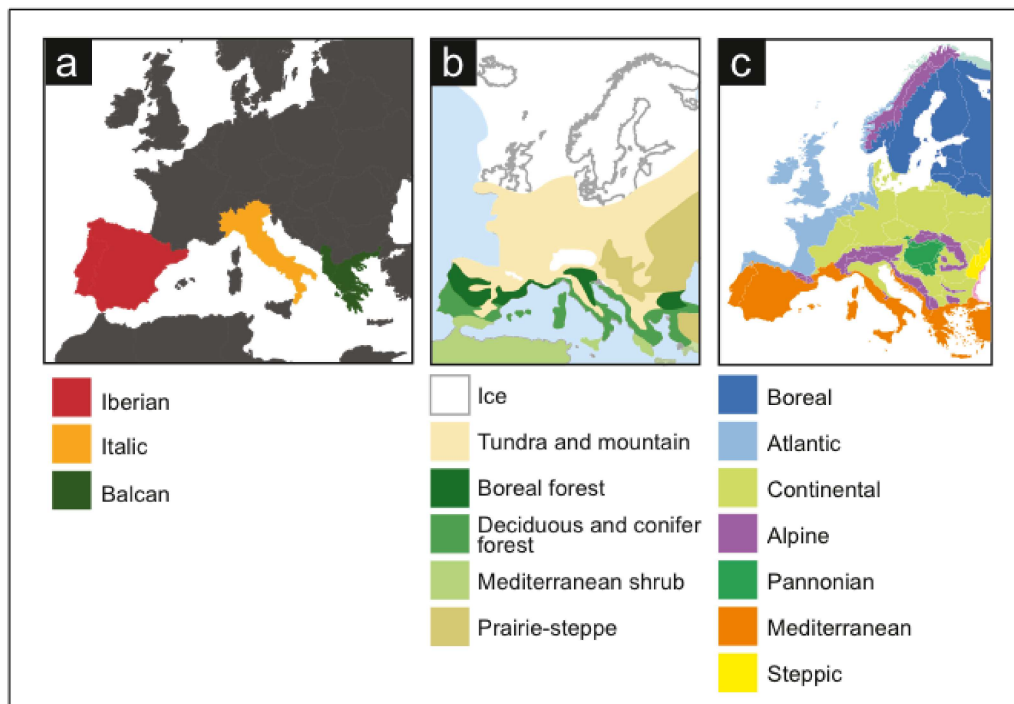 a
Iberian
Italic
Balcan
b
Ice
Tundra and mountain
Boreal forest
Deciduous and conifer
forest
Mediterranean shrub
Prairie-steppe
c
Boreal
Atlantic
Continental
Alpine
Pannonian
Mediterranean
Steppic